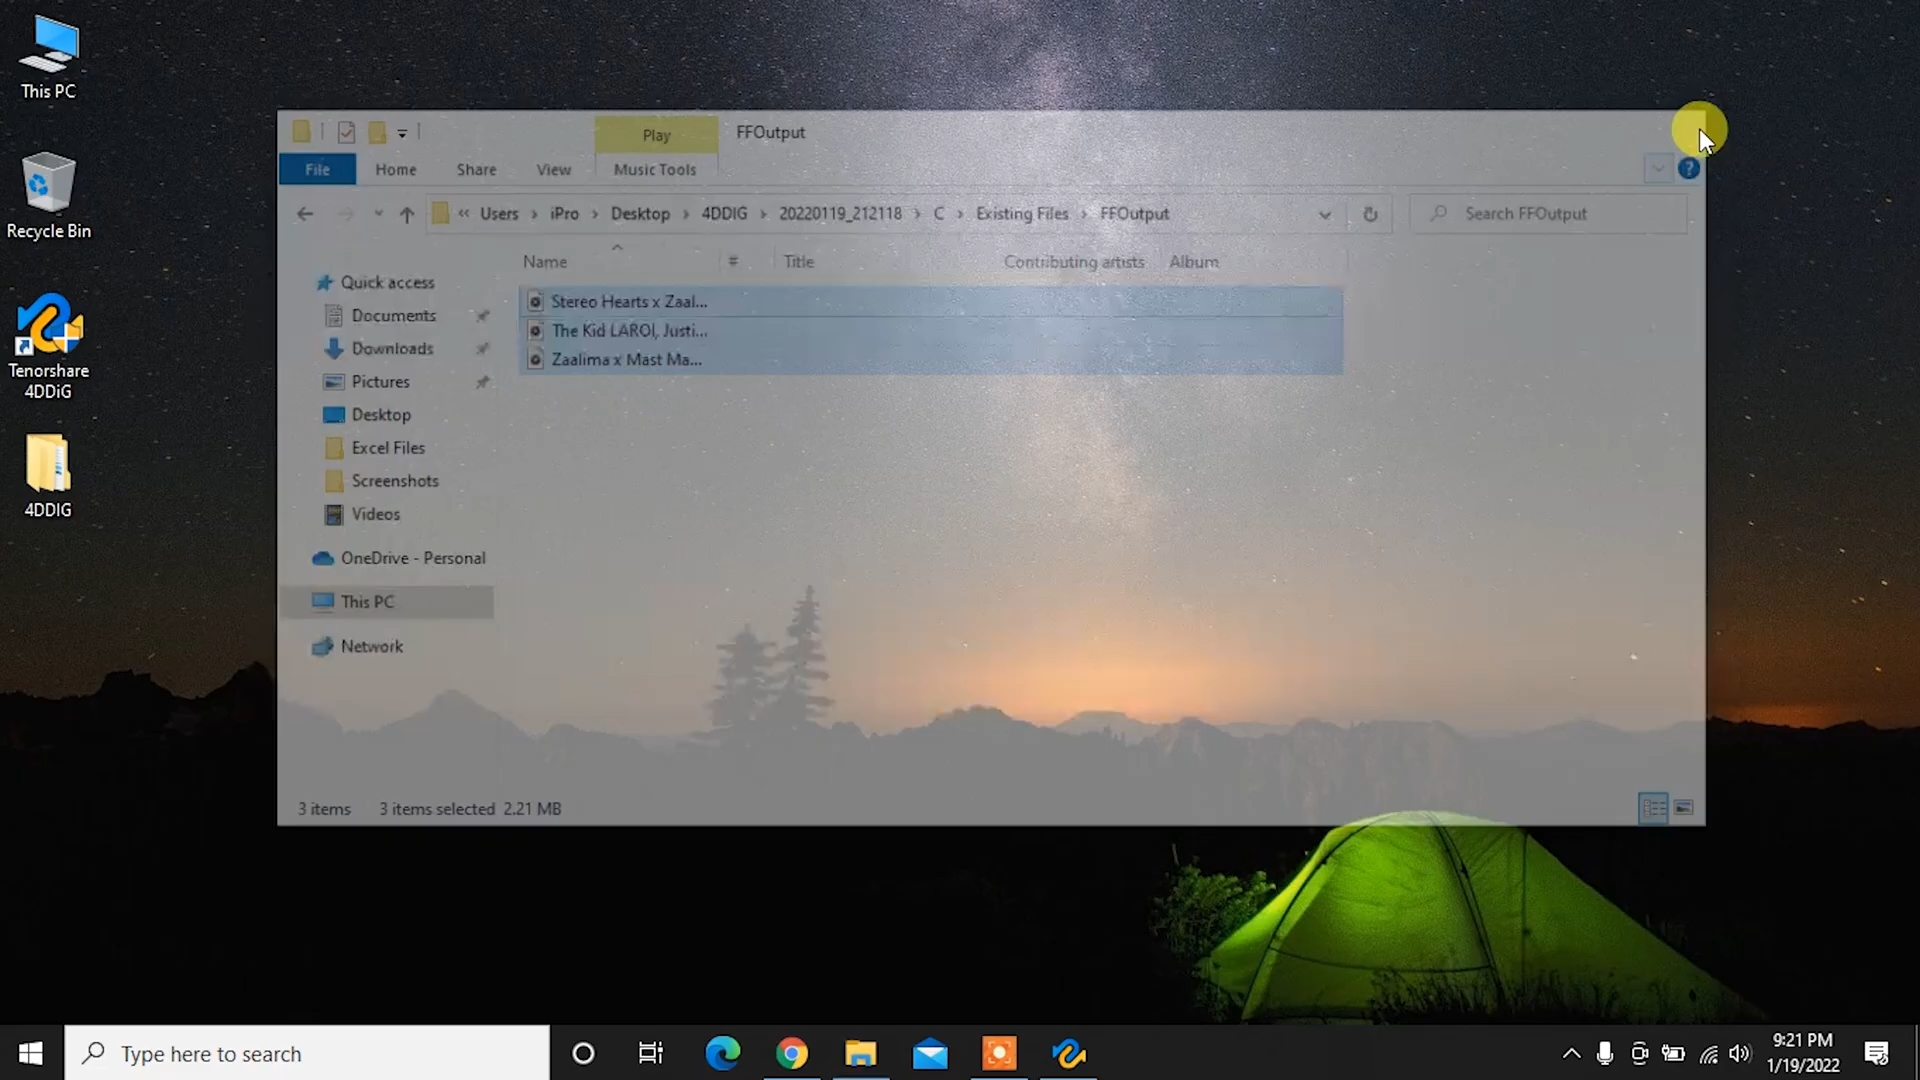 This PC
Recycle Bin
Tenorshare
4DDiG
4DDIG
Play
FFOutput
File
Home
Share
View
Music Tools
?
« Users › iPro › Desktop › 4DDIG › 20220119_212118 › C › Existing Files › FFOutput
Search FFOutput
Name
#
Title
Contributing artists
Album
Quick access
Documents
Downloads
Pictures
Desktop
Excel Files
Screenshots
Videos
OneDrive - Personal
This PC
Network
Stereo Hearts x Zaal...
The Kid LAROI, Justi...
Zaalima x Mast Ma...
3 items
3 items selected 2.21 MB
Type here to search
9:21 PM
1/19/2022